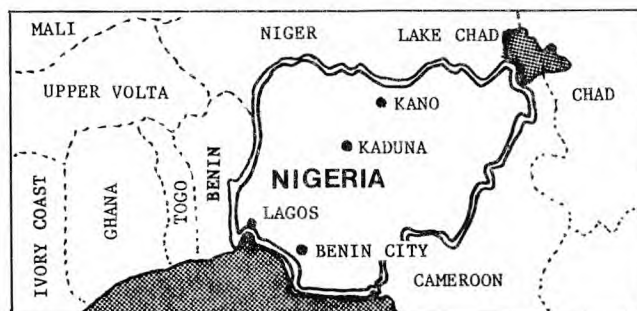 MALI
NIGER
LAKE CHAD
UPPER VOLTA
CHAD
KANO
KADUNA
BENIN
NIGERIA
TOGO
GHANA
IVORY COAST
LAGOS
BENIN CITY
CAMEROON